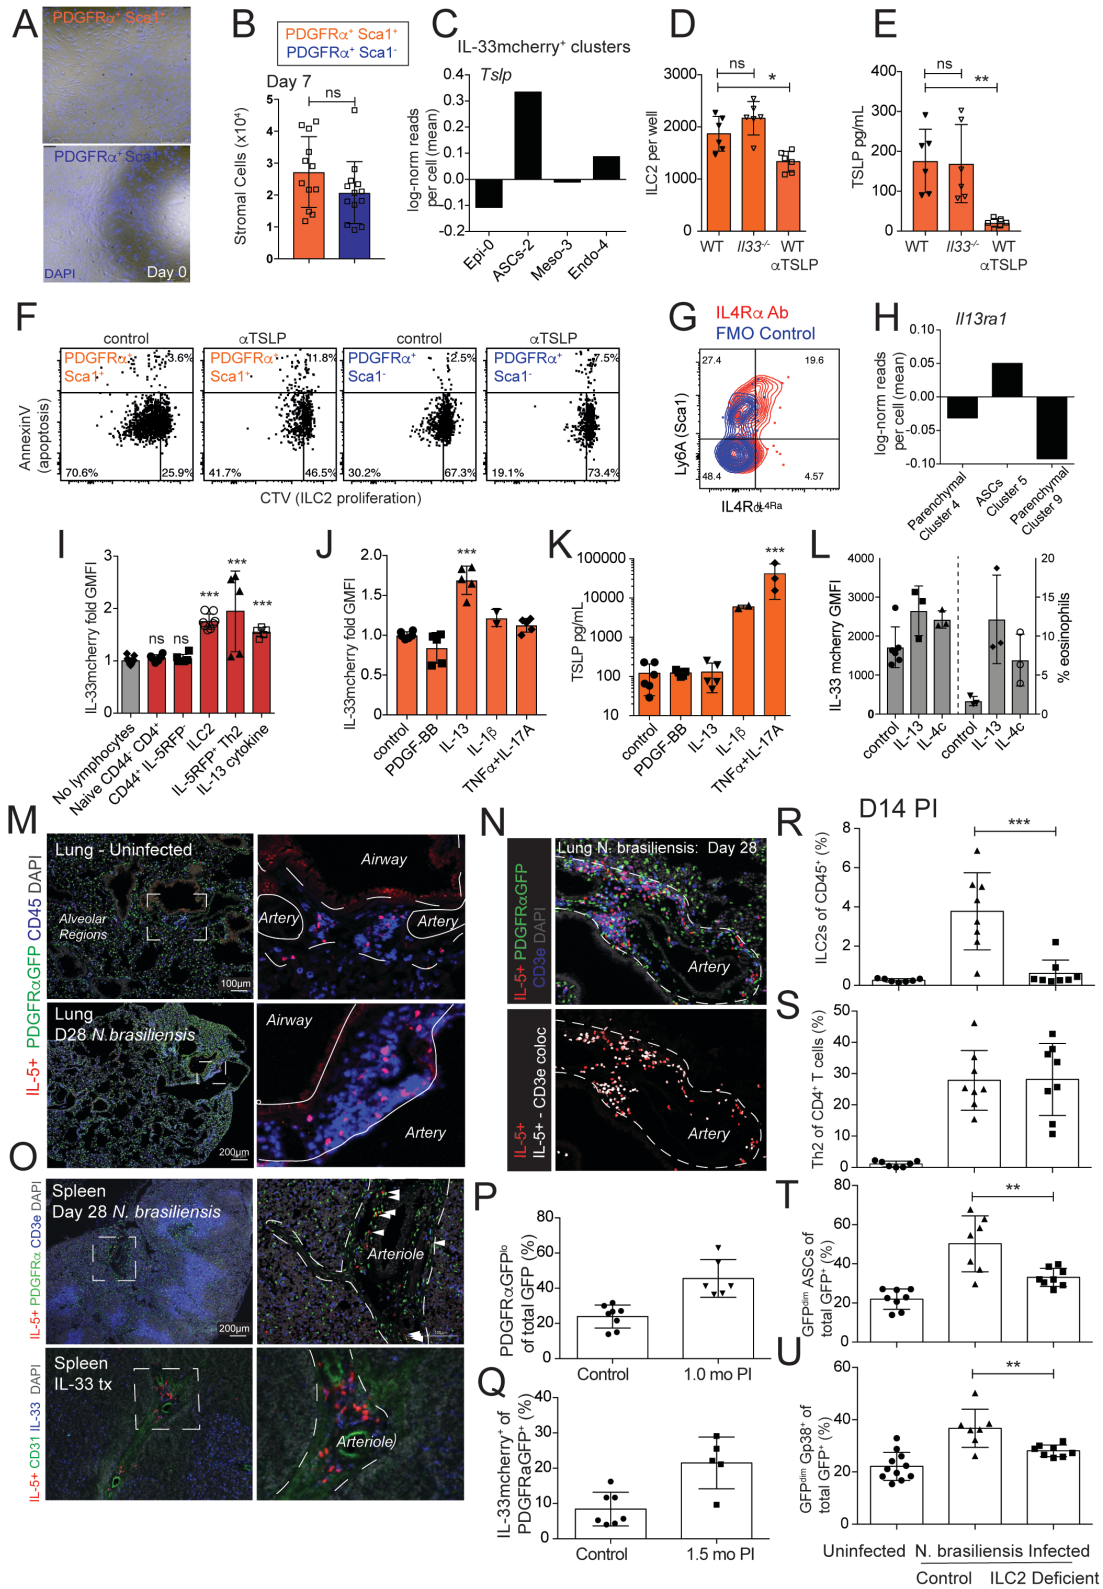 A
PDGFRα⁺ Sca1⁺
PDGFRα⁺ Sca1⁻
DAPI
Day 0
B
PDGFRα⁺ Sca1⁺
PDGFRα⁺ Sca1⁻
Day 7
ns
Stromal Cells (x10⁴)
5
4
3
2
1
0
C
IL-33mcherry⁺ clusters
Tslp
log-norm reads
per cell (mean)
0.4
0.3
0.2
0.1
0.0
-0.1
-0.2
Epi-0
ASCs-2
Meso-3
Endo-4
D
ns
*
ILC2 per well
3000
2000
1000
0
WT
Il33⁻/⁻
WT
αTSLP
E
ns
**
TSLP pg/mL
400
300
200
100
0
WT
Il33⁻/⁻
WT
αTSLP
F
control
αTSLP
control
αTSLP
PDGFRα⁺
Sca1⁺
3.6%
70.6%
25.9%
PDGFRα⁺
Sca1⁺
11.8%
41.7%
46.5%
PDGFRα⁺
Sca1⁻
2.5%
30.2%
67.3%
PDGFRα⁺
Sca1⁻
7.5%
19.1%
73.4%
AnnexinV
(apoptosis)
CTV (ILC2 proliferation)
G
IL4Rα Ab
FMO Control
27.4
19.6
48.4
4.57
Ly6A (Sca1)
IL4Rα
IL4Ra
H
Il13ra1
log-norm reads
per cell (mean)
0.10
0.05
0.00
-0.05
-0.10
Parenchymal
Cluster 4
ASCs
Cluster 5
Parenchymal
Cluster 9
I
IL-33mcherry fold GMFI
3
2
1
0
ns
ns
***
***
***
No lymphocytes
Naive CD44⁻ CD4⁺
CD44⁺ IL-5RFP⁻
ILC2
IL-5RFP⁺ Th2
IL-13 cytokine
J
IL-33mcherry fold GMFI
2.0
1.5
1.0
0.5
0
***
control
PDGF-BB
IL-13
IL-1β
TNFα+IL-17A
K
TSLP pg/mL
100000
10000
1000
100
10
***
control
PDGF-BB
IL-13
IL-1β
TNFα+IL-17A
L
IL-33 mcherry GMFI
4000
3000
2000
1000
0
% eosinophils
20
15
10
5
0
control
IL-13
IL-4c
control
IL-13
IL-4c
M
IL-5+ PDGFRαGFP CD45 DAPI
Lung - Uninfected
Alveolar
Regions
100µm
Airway
Artery
Artery
Lung
D28 N.brasiliensis
200µm
Airway
Artery
N
IL-5+ PDGFRαGFP
CD3e DAPI
Lung N. brasiliensis: Day 28
Artery
IL-5+
IL-5+ - CD3e coloc
Artery
O
IL-5+ PDGFRα CD3e DAPI
Spleen
Day 28 N. brasiliensis
200µm
Arteriole
IL-5+ CD31 IL-33 DAPI
Spleen
IL-33 tx
Arteriole
P
PDGFRαGFPˡᵒ
of total GFP (%)
80
60
40
20
0
Control
1.0 mo PI
Q
IL-33mcherry⁺ of
PDGFRaGFP⁺ (%)
40
30
20
10
0
Control
1.5 mo PI
R
D14 PI
ILC2s of CD45⁺ (%)
8
6
4
2
0
***
S
Th2 of CD4⁺ T cells (%)
50
40
30
20
10
0
T
GFPᵈⁱᵐ ASCs of
total GFP⁺ (%)
80
60
40
20
0
**
U
GFPᵈⁱᵐ Gp38⁺ of
total GFP⁺ (%)
60
40
20
0
**
Uninfected
N. brasiliensis Infected
Control
ILC2 Deficient